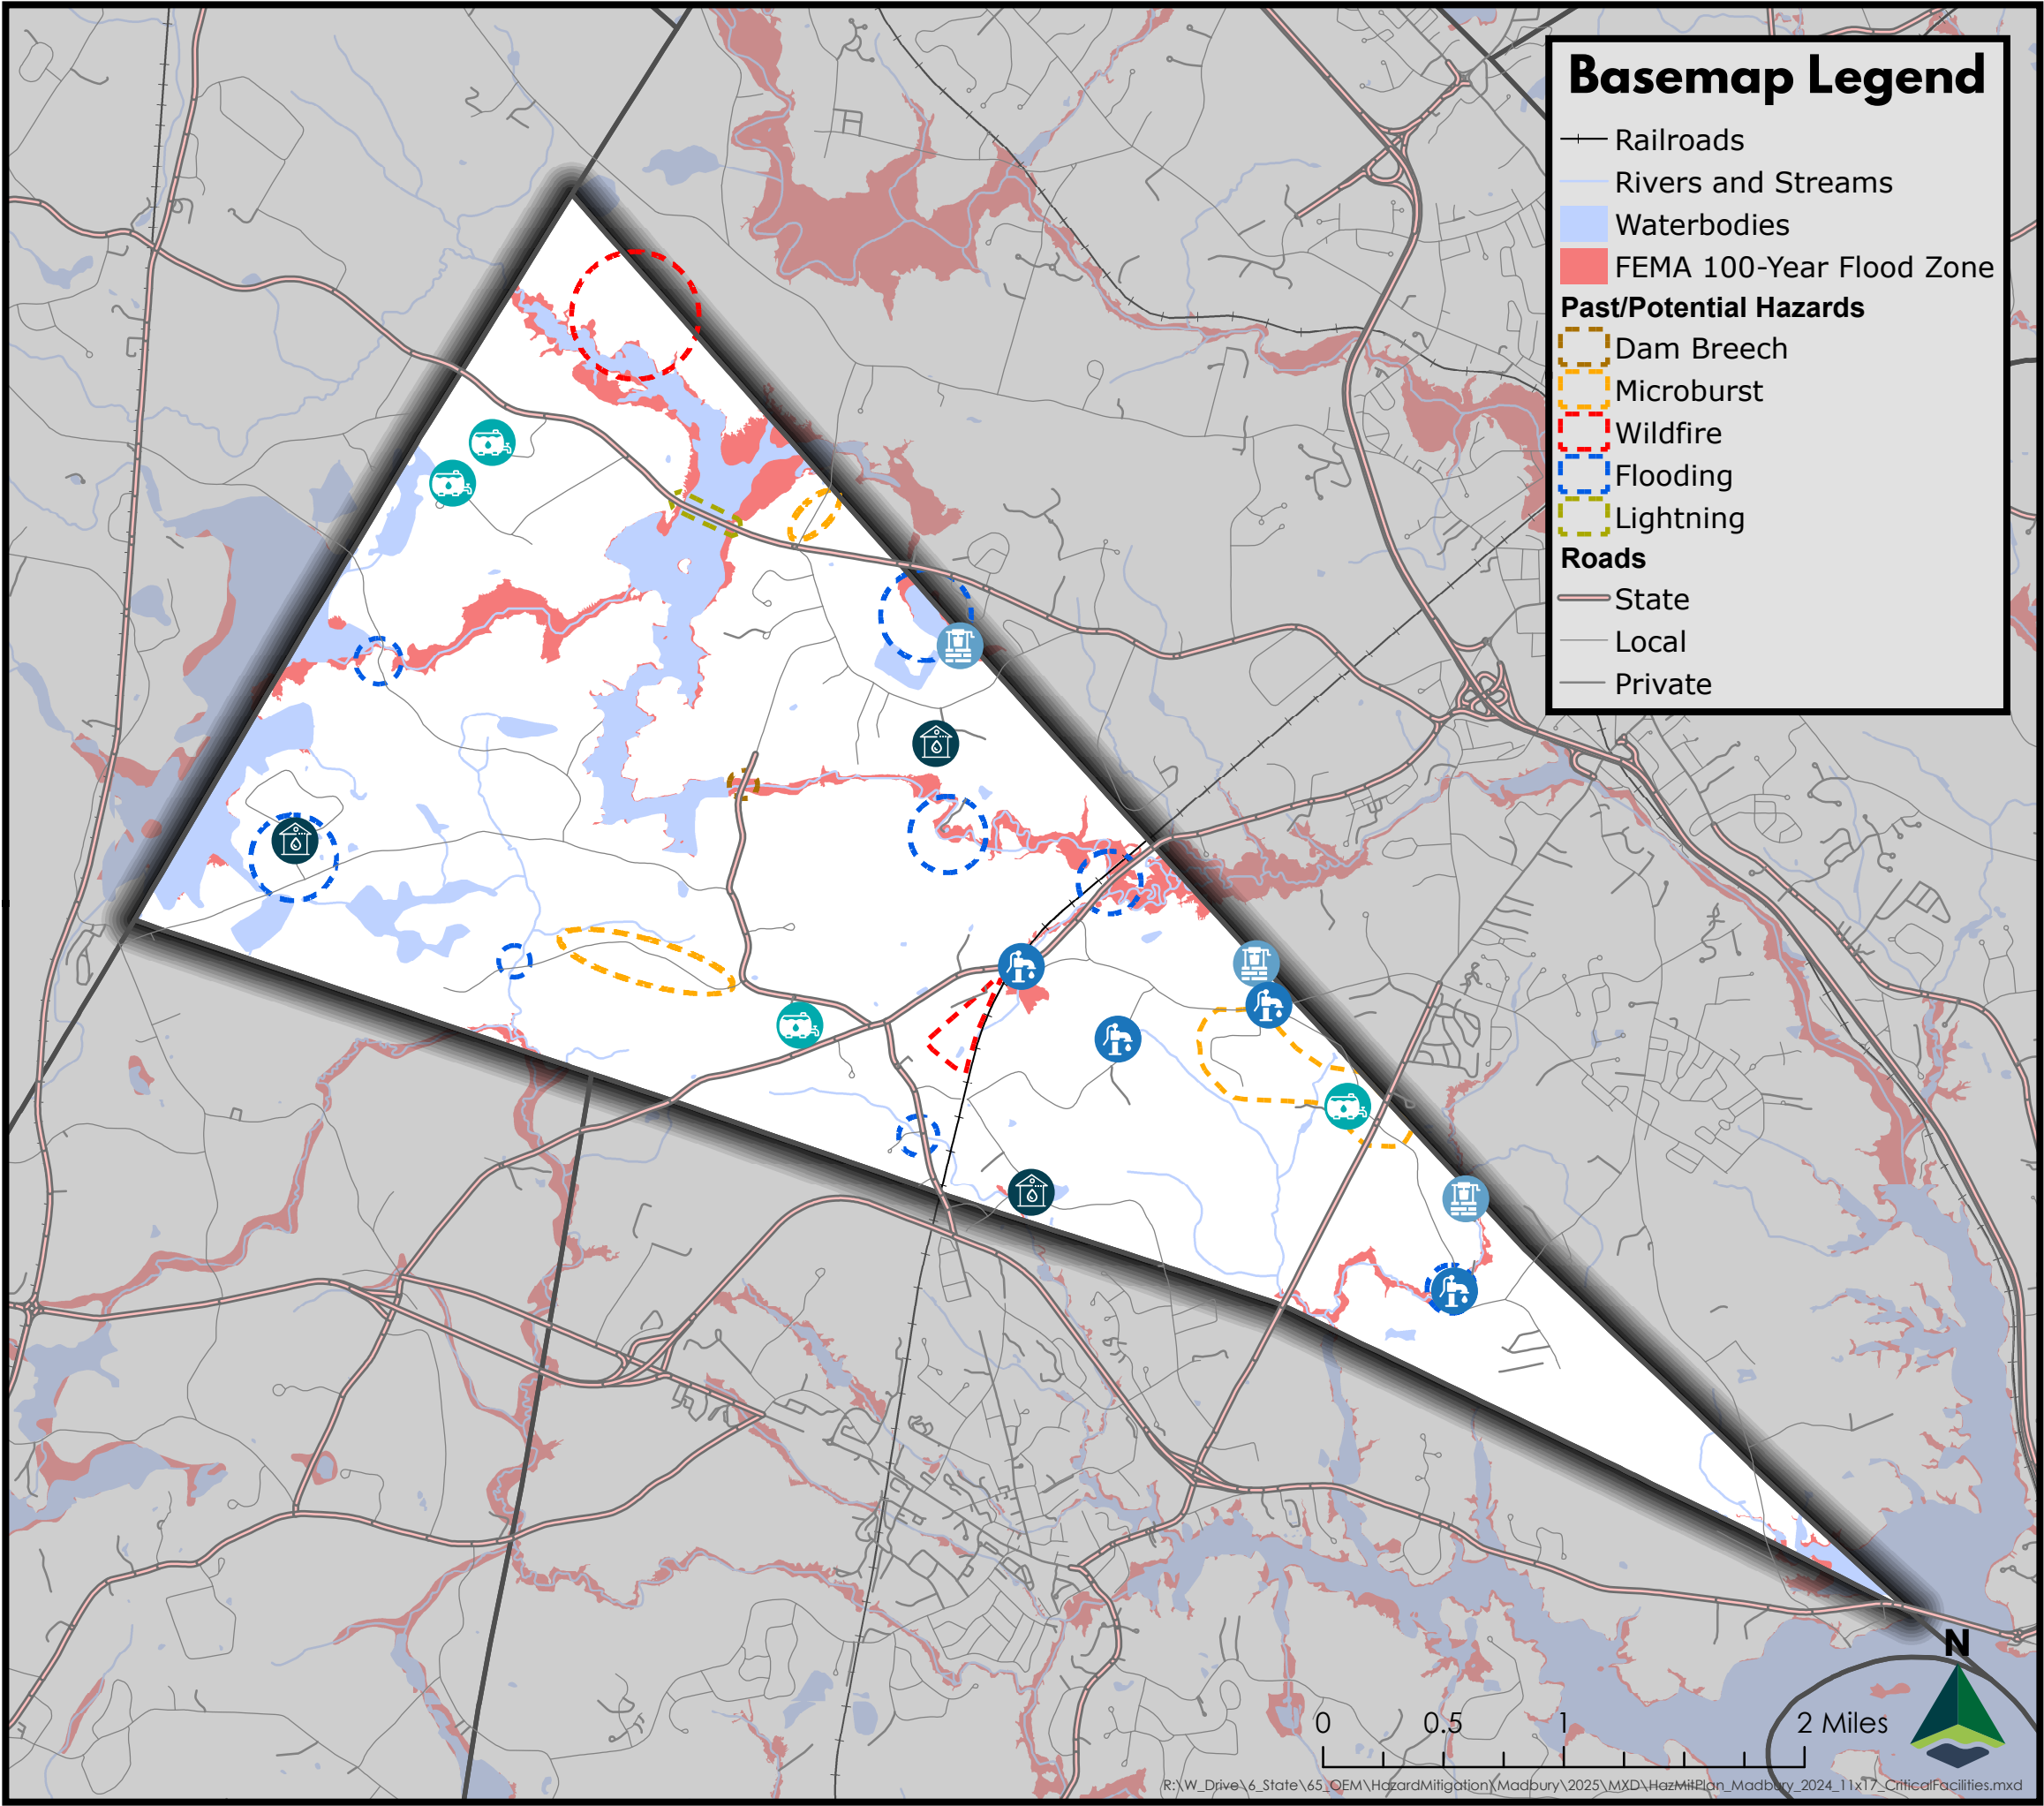 Basemap Legend
Railroads
Rivers and Streams
Waterbodies
FEMA 100-Year Flood Zone
Past/Potential Hazards
Dam Breech
Microburst
Wildfire
Flooding
Lightning
Roads
State
Local
Private
N
0 0.5 1 2 Miles
R:\W_Drive\6_State\65_OEM\HazardMitigation\Madbury\2025\MXD\HazMitPlan_Madbury_2024_11x17_CriticalFacilities.mxd